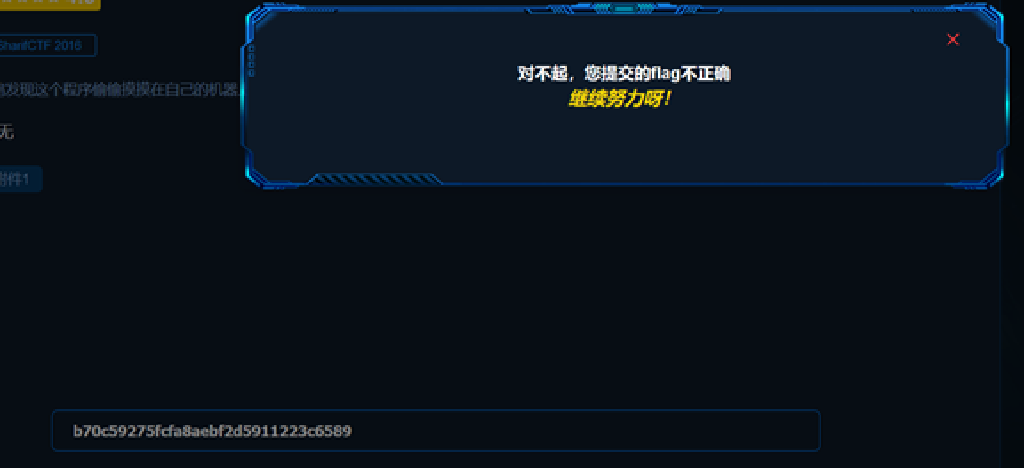 对不起，您提交的flag不正确
继续努力呀！
SharifCTF 2016
发现这个程序偷偷摸摸在自己的机器
无
附件1
b70c59275fcfa8aebf2d5911223c6589